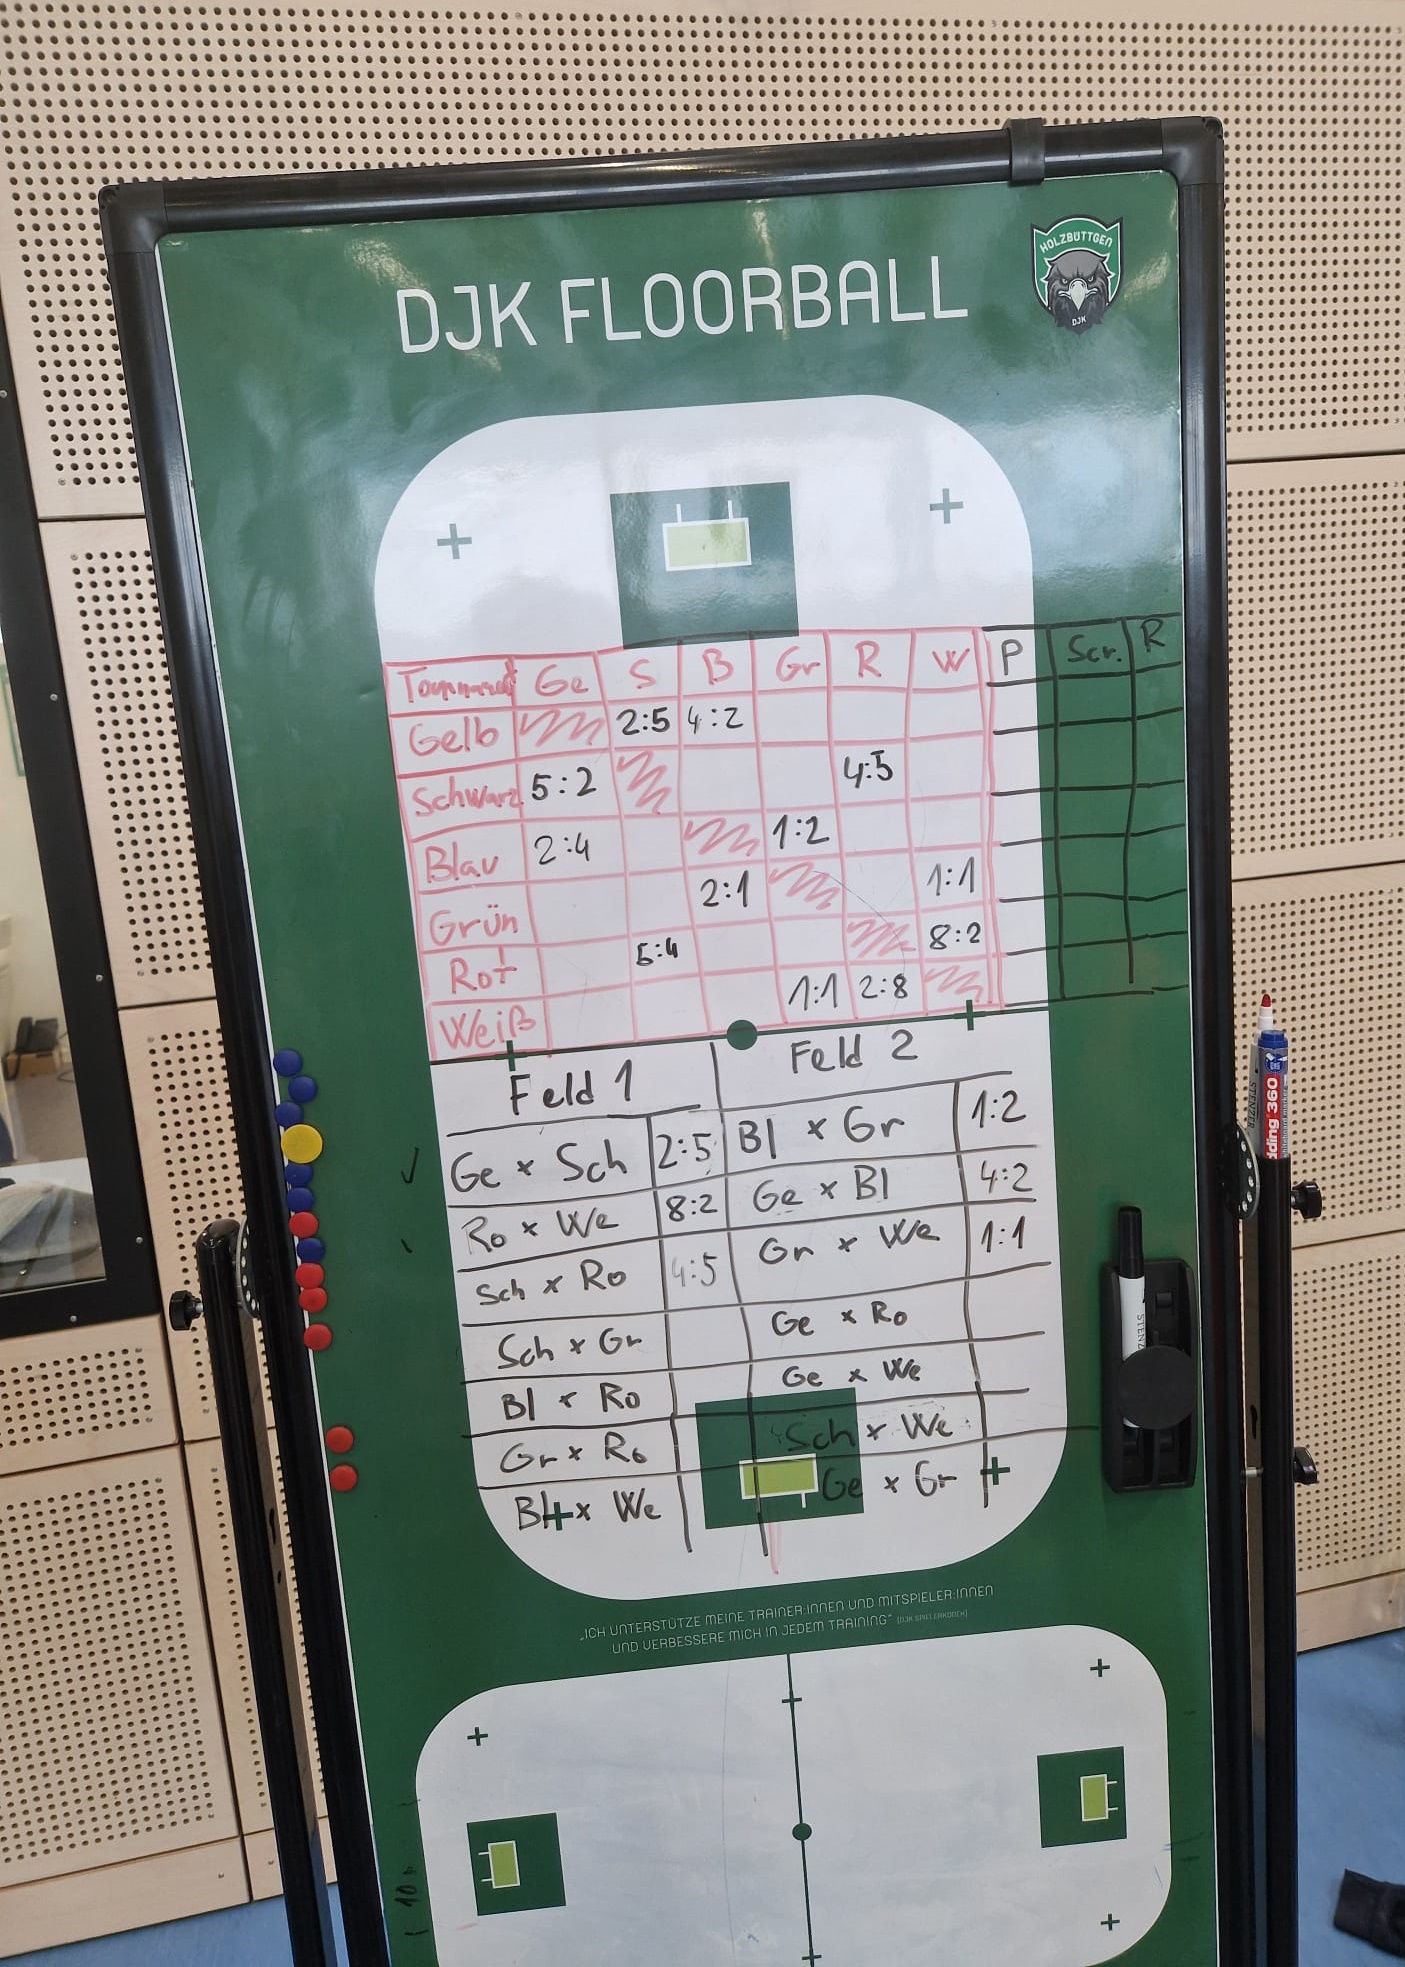 HOLZBÜTTGEN
DJK
DJK FLOORBALL
Ge S B Gr R W P Scr. R
Gelb 2:5 4:2
Schwarz 5:2 4:5
Blau 2:4 1:2
Grün 2:1 1:1
Rot 5:4 8:2
Weiß 1:1 2:8
Feld 1 Feld 2
Ge x Sch 2:5 Bl x Gr 1:2
Ro x We 8:2 Ge x Bl 4:2
Sch x Ro 4:5 Gr x We 1:1
Sch x Gr Ge x Ro
Bl x Ro Ge x We
Gr x Ro Sch x We
Bl x We Ge x Gr
„ICH UNTERSTÜTZE MEINE TRAINER:INNEN UND MITSPIELER:INNEN
UND VERBESSERE MICH IN JEDEM TRAINING" (DJK SPIELERKODEX)
STENZER
edding 360
STENZ
10